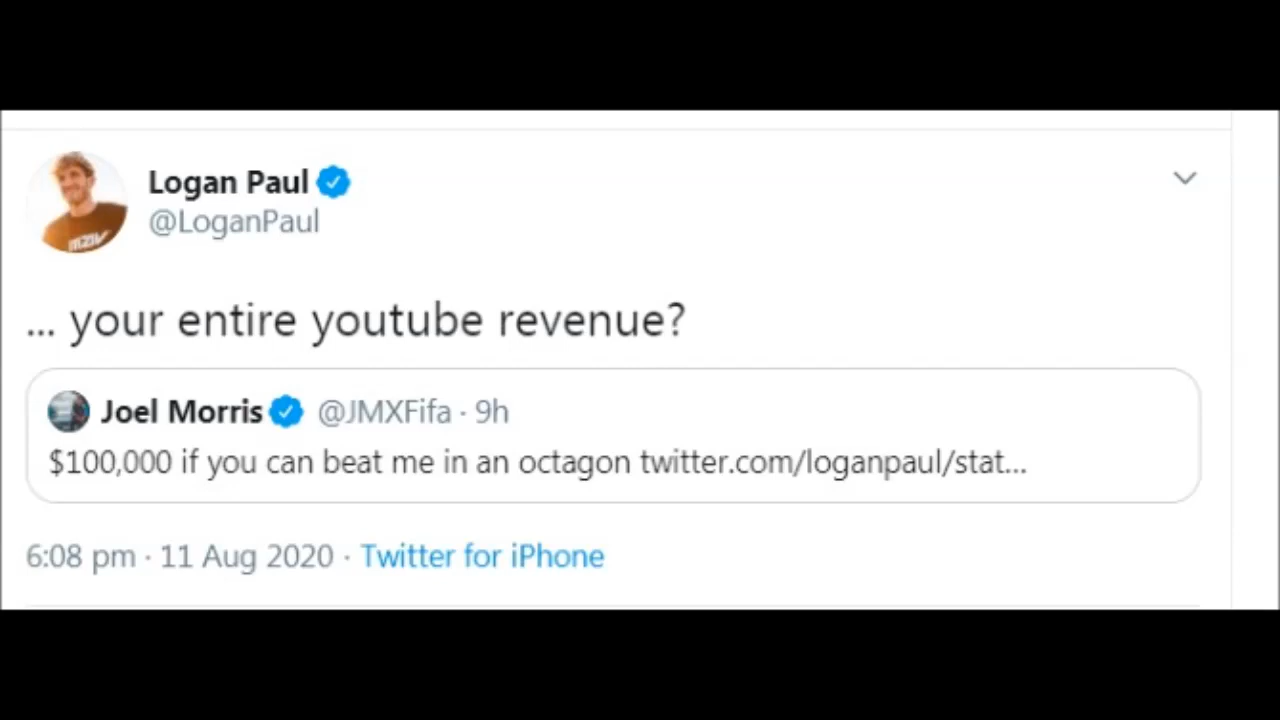 Logan Paul
@LoganPaul
... your entire youtube revenue?
Joel Morris @JMXFifa · 9h
$100,000 if you can beat me in an octagon twitter.com/loganpaul/stat...
6:08 pm · 11 Aug 2020 · Twitter for iPhone